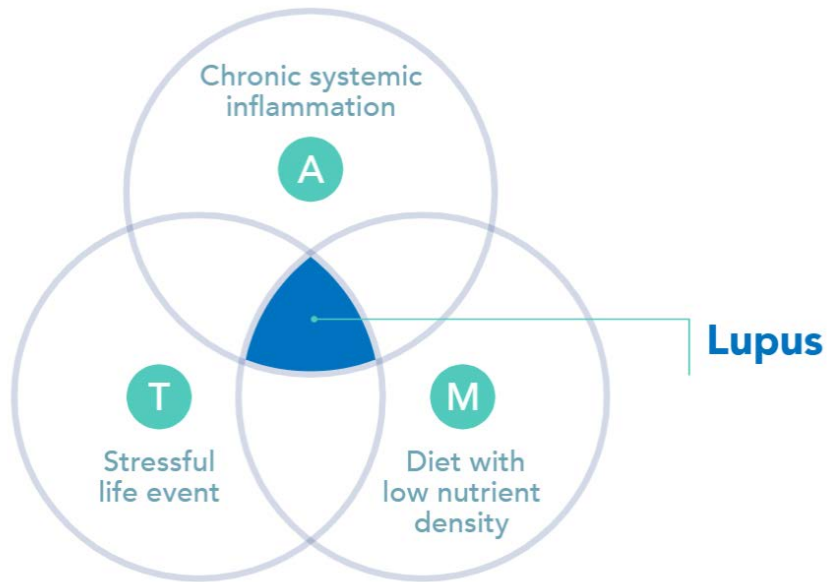 Chronic systemic
inflammation
A
Lupus
T
M
Stressful
life event
Diet with
low nutrient
density